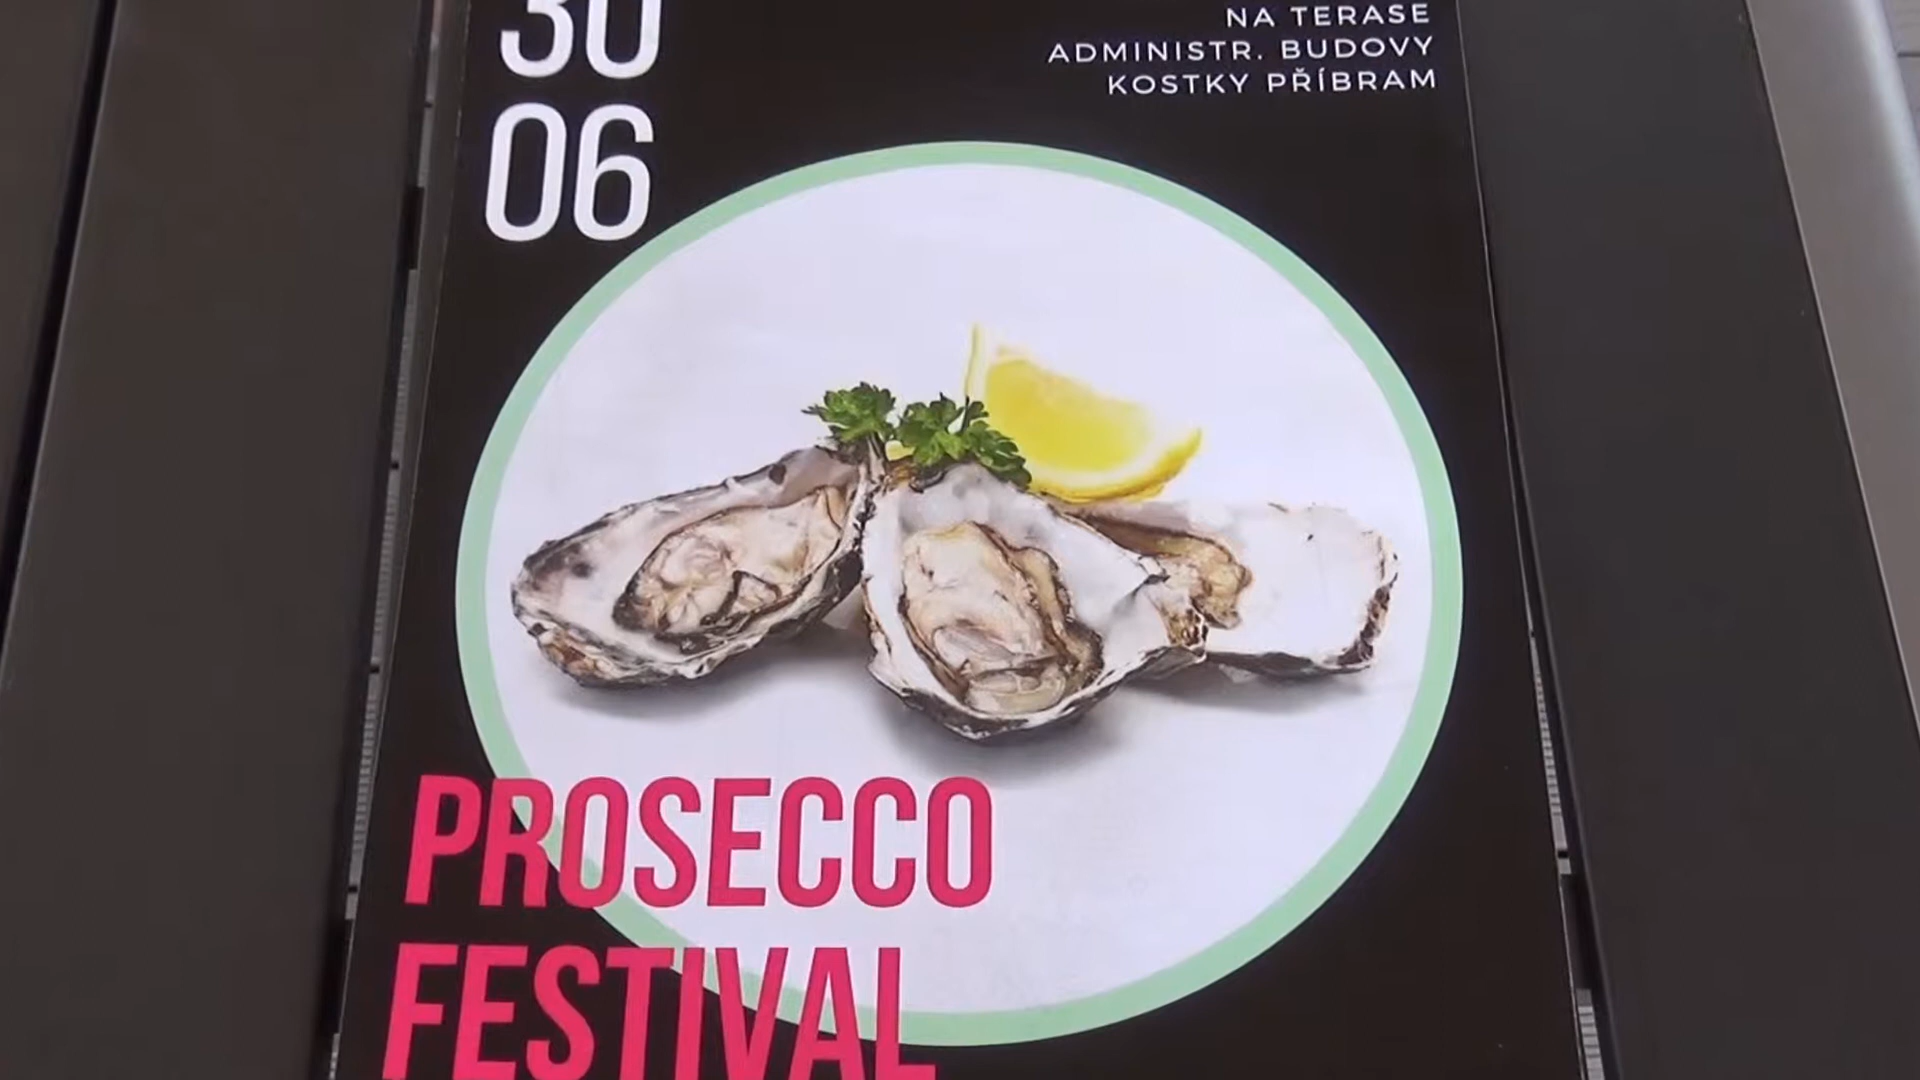 30
06
NA TERASE
ADMINISTR. BUDOVY
KOSTKY PŘÍBRAM
PROSECCO
FESTIVAL